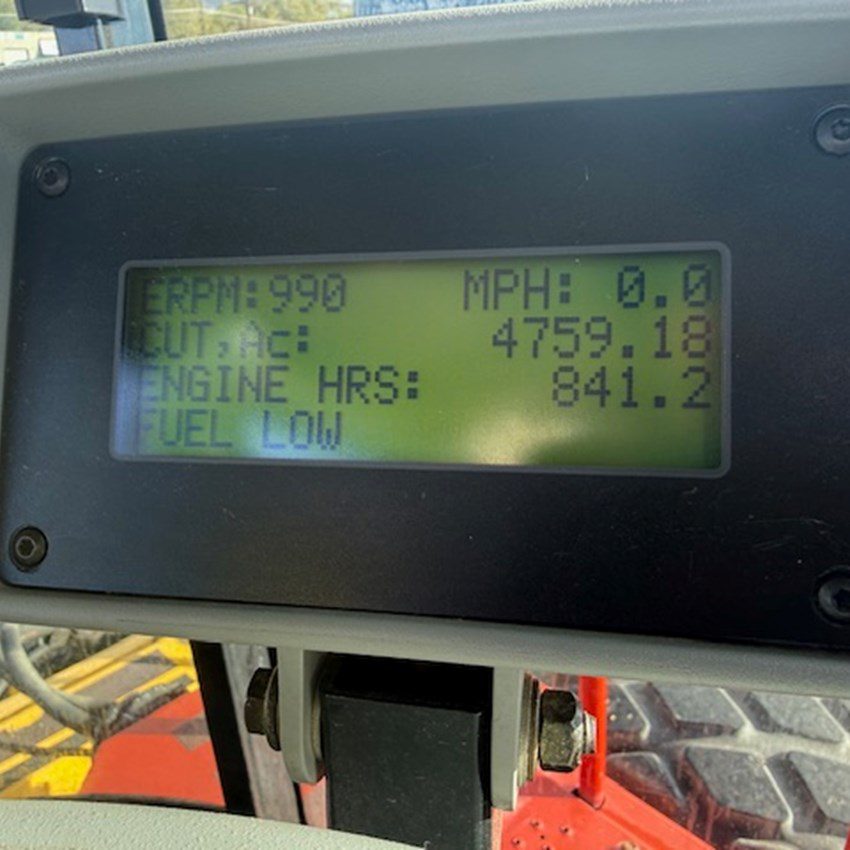 ERPM:990 MPH: 0.0
CUT,Ac: 4759.18
ENGINE HRS: 841.2
FUEL LOW